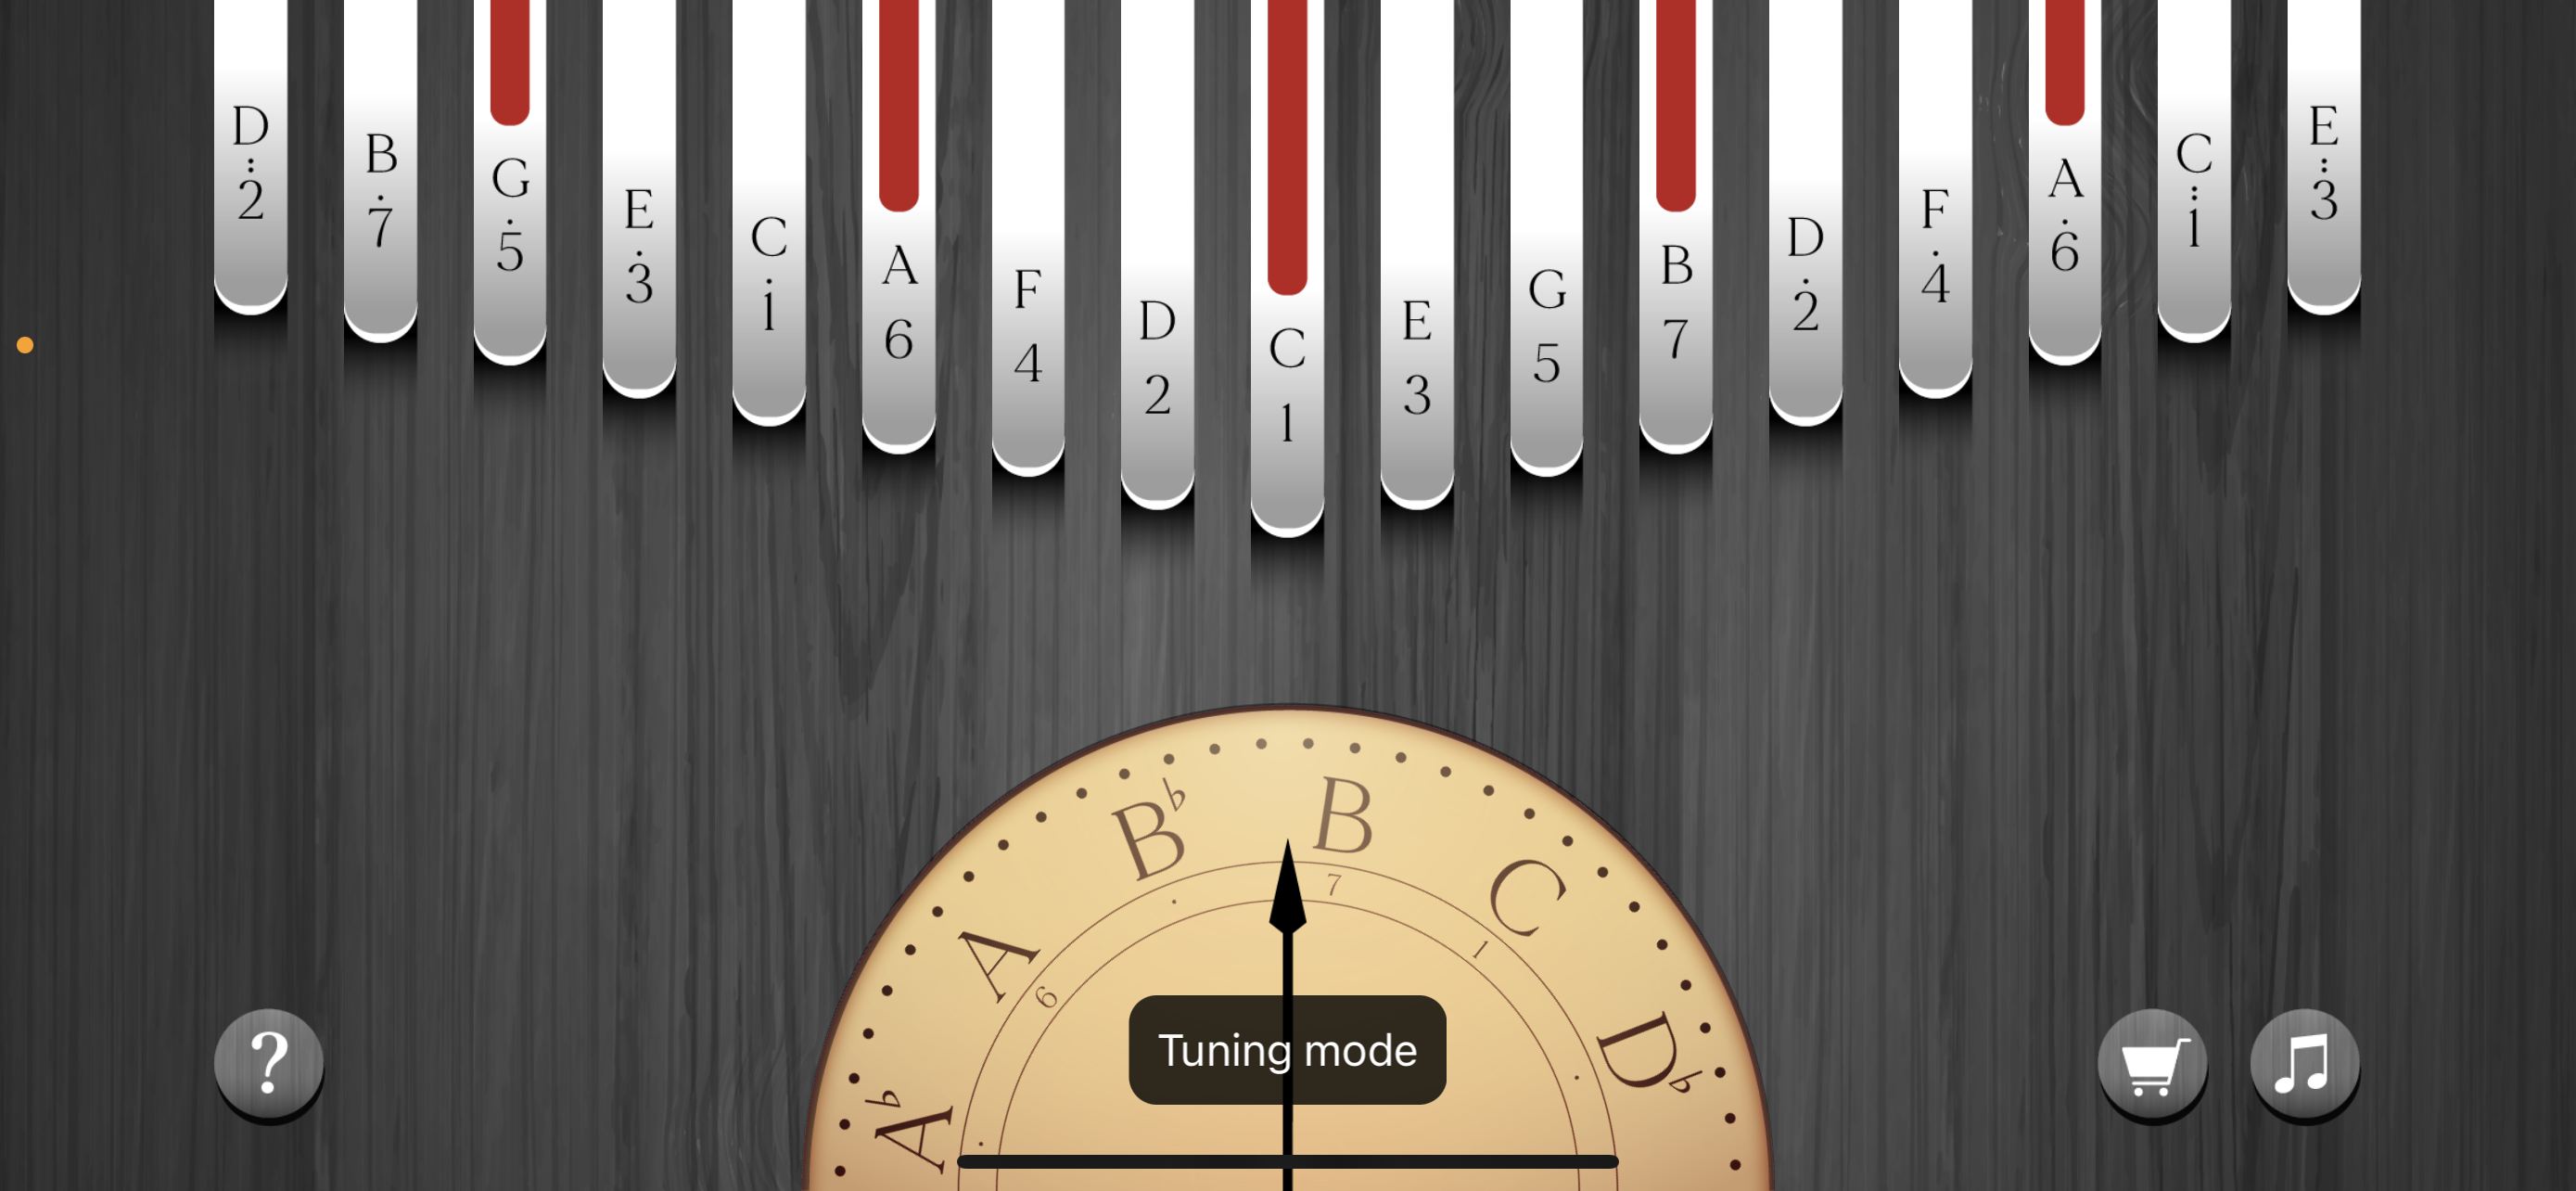 D B G E C A F D C E G B D F A C E
2̈ 7̇ 5̇ 3̇ 1̇ 6 4 2 1 3 5 7 2̇ 4̇ 6̇ 1̈ 3̈
A♭ A B♭ B C D♭
6 7 1
Tuning mode
?